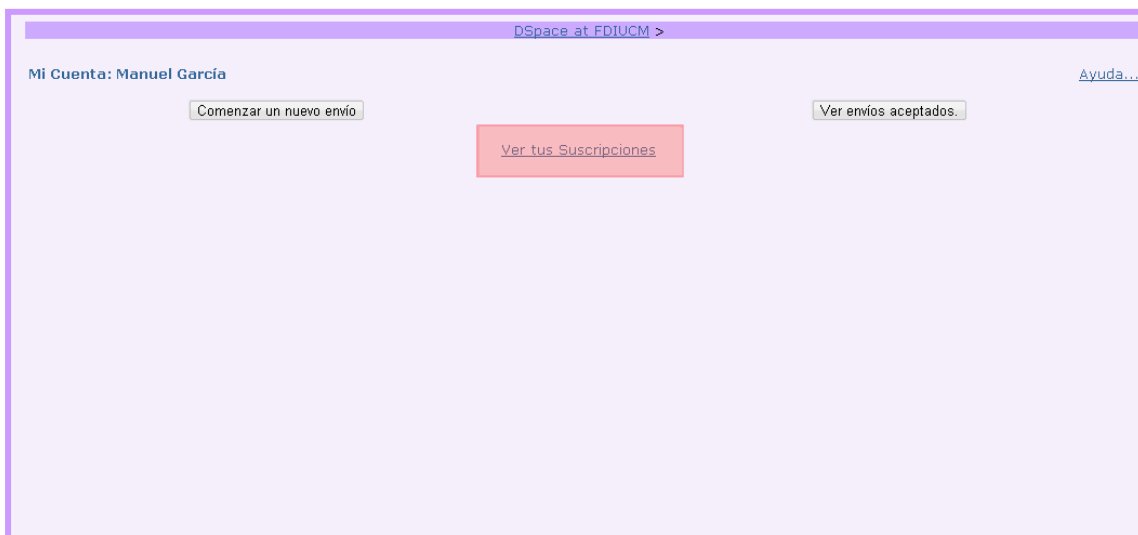 DSpace at FDIUCM >
Mi Cuenta: Manuel García
Ayuda...
Comenzar un nuevo envío
Ver envíos aceptados.
Ver tus Suscripciones